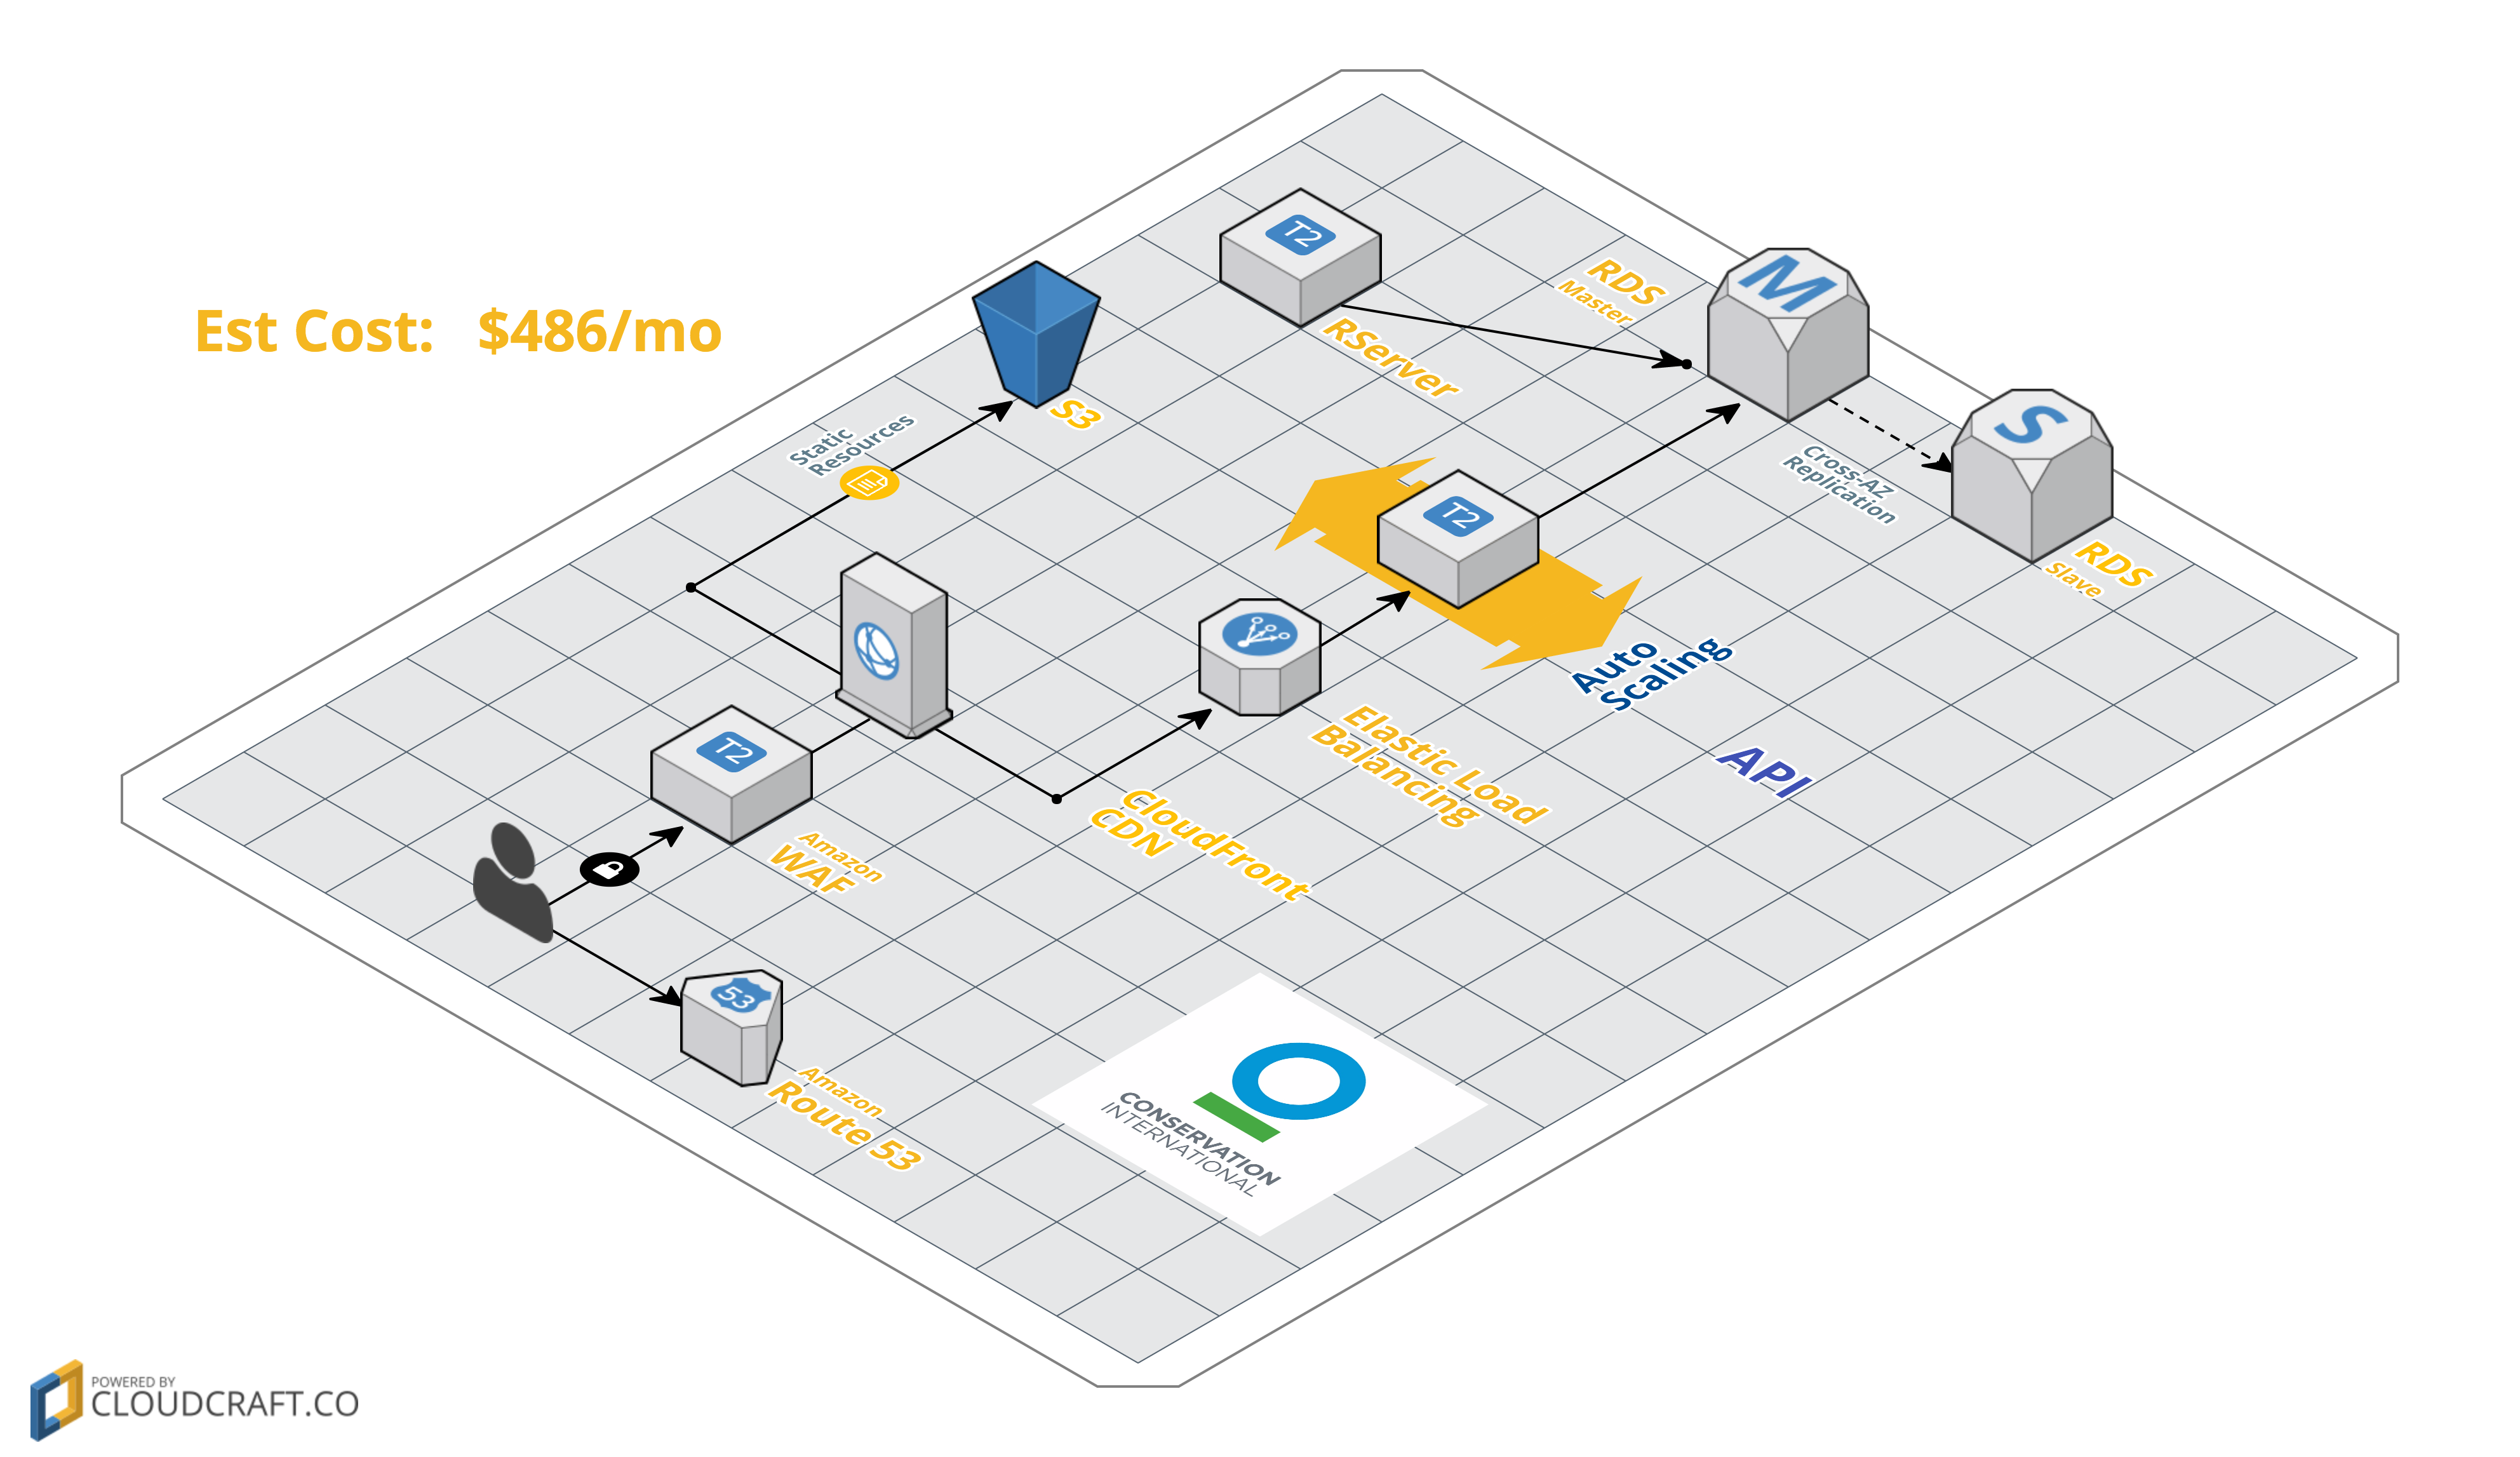 Est Cost: $486/mo
T2
Rserver
RDS
Master
M
S3
Static
Resources
Cross-AZ
Replication
S
RDS
Slave
T2
Auto
Scaling
API
Elastic Load
Balancing
CloudFront
CDN
T2
Amazon
WAF
53
Amazon
Route 53
CONSERVATION
INTERNATIONAL
POWERED BY
CLOUDCRAFT.CO